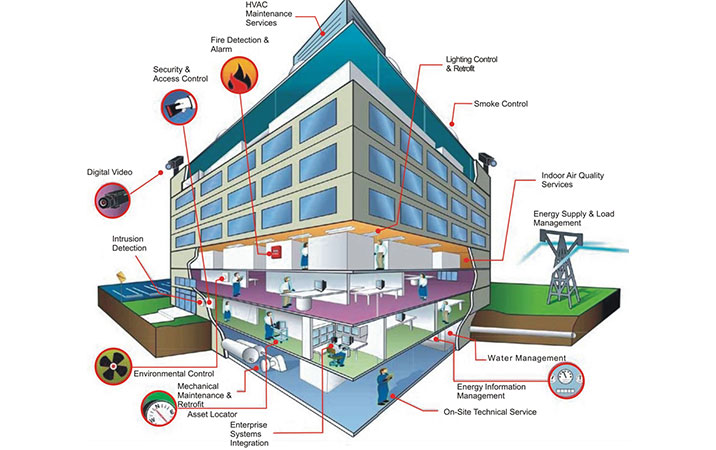 HVAC
Maintenance
Services
Fire Detection &
Alarm
Lighting Control
& Retrofit
Security &
Access Control
Smoke Control
Digital Video
Indoor Air Quality
Services
Energy Supply & Load
Management
Intrusion
Detection
Water Management
Environmental Control
Mechanical
Maintenance &
Retrofit
Energy Information
Management
Asset Locator
On-Site Technical Service
Enterprise
Systems
Integration